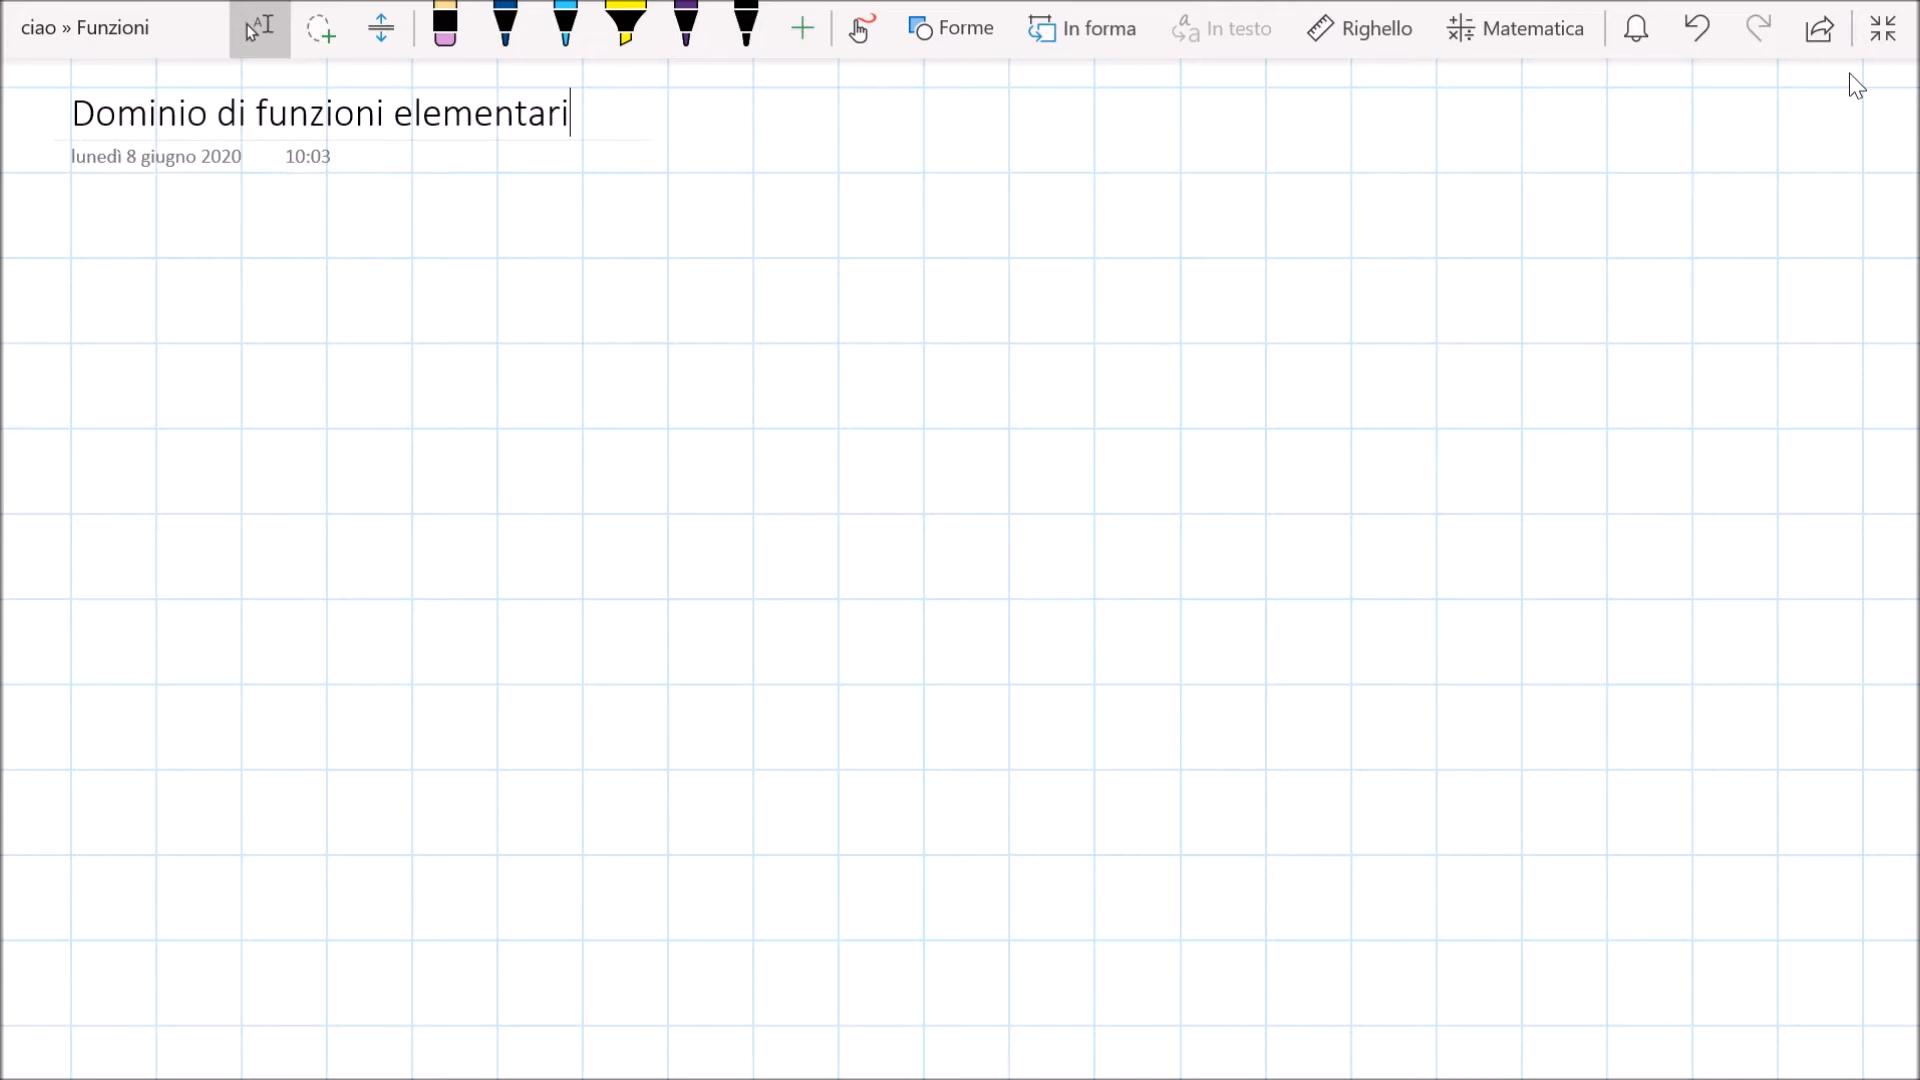 ciao » Funzioni
Forme
In forma
In testo
Righello
Matematica
Dominio di funzioni elementari
lunedì 8 giugno 2020 10:03